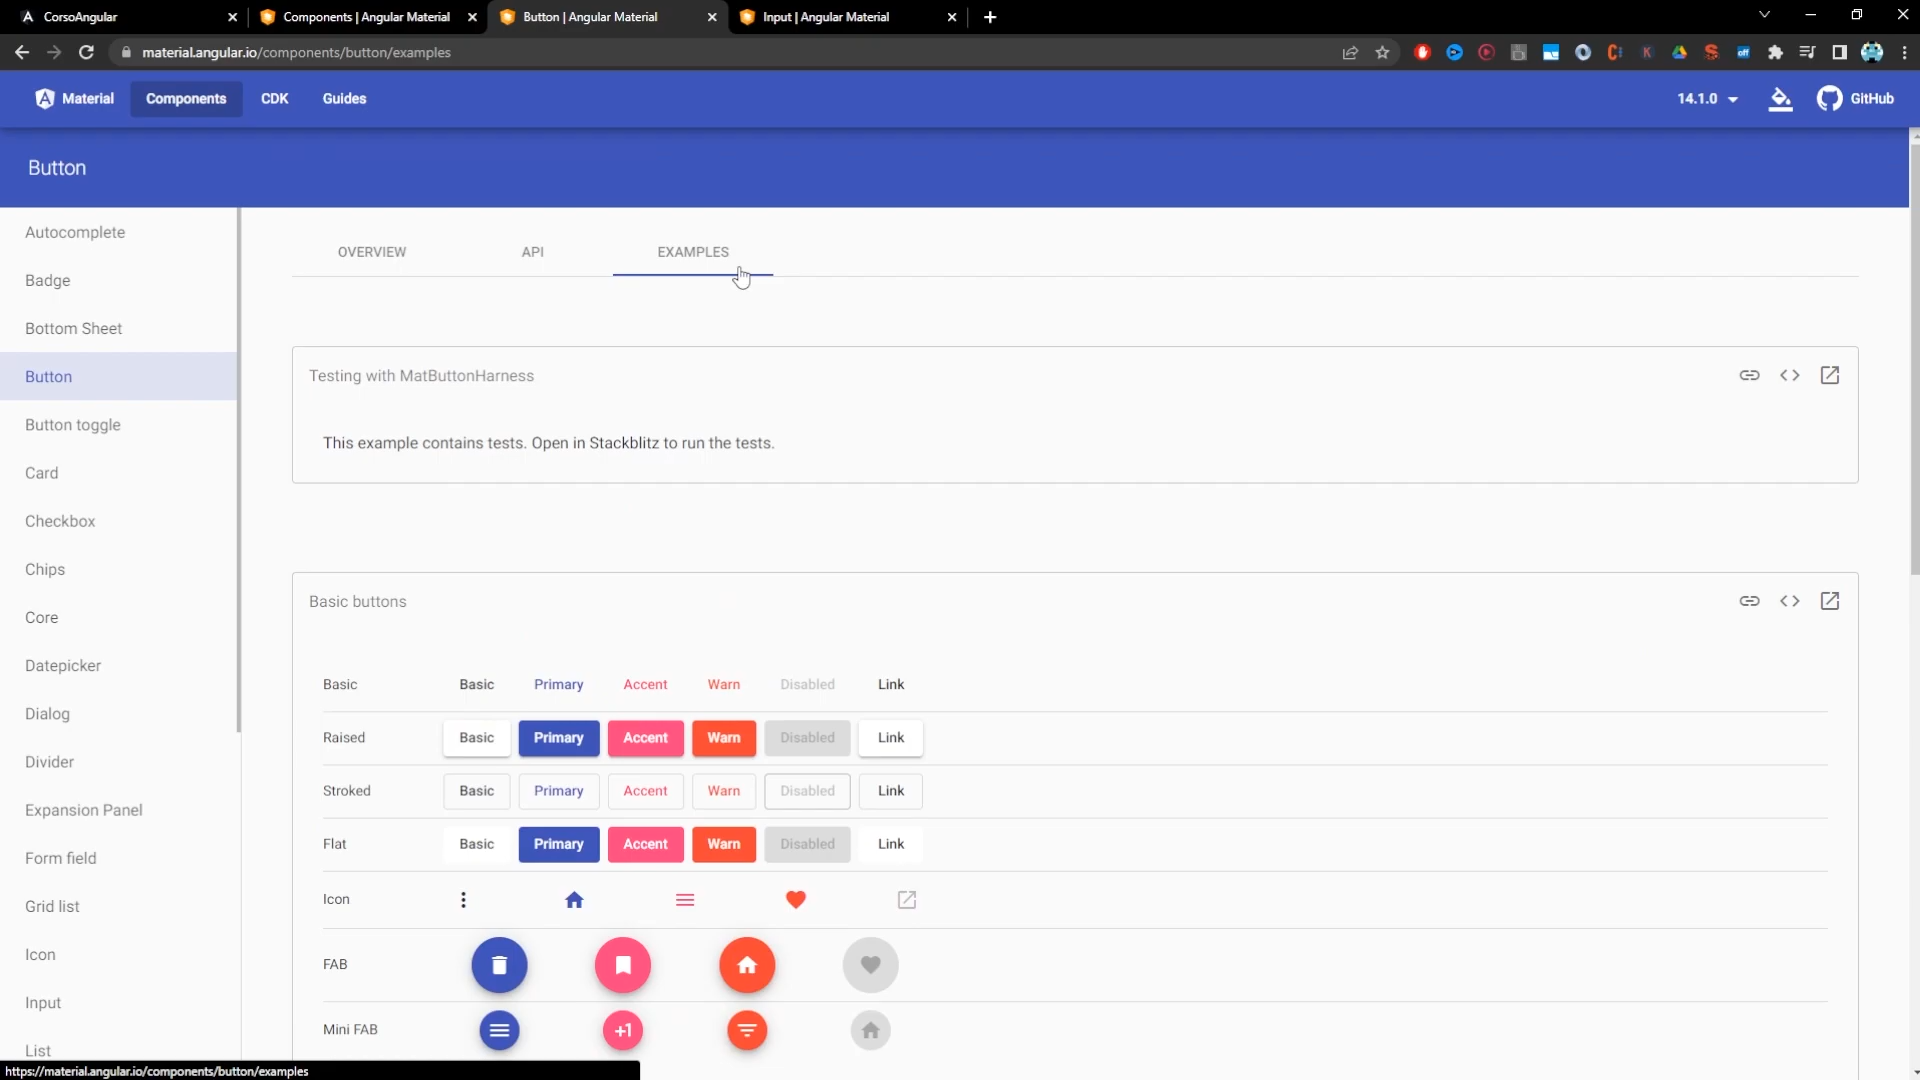 CorsoAngular
Components | Angular Material
Button | Angular Material
Input | Angular Material
material.angular.io/components/button/examples
Material
Components
CDK
Guides
14.1.0
GitHub
Button
Autocomplete
Badge
Bottom Sheet
Button
Button toggle
Card
Checkbox
Chips
Core
Datepicker
Dialog
Divider
Expansion Panel
Form field
Grid list
Icon
Input
List
OVERVIEW API EXAMPLES
Testing with MatButtonHarness
This example contains tests. Open in Stackblitz to run the tests.
Basic buttons
Basic Basic Primary Accent Warn Disabled Link
Raised Basic Primary Accent Warn Disabled Link
Stroked Basic Primary Accent Warn Disabled Link
Flat Basic Primary Accent Warn Disabled Link
Icon
FAB
Mini FAB +1
https://material.angular.io/components/button/examples